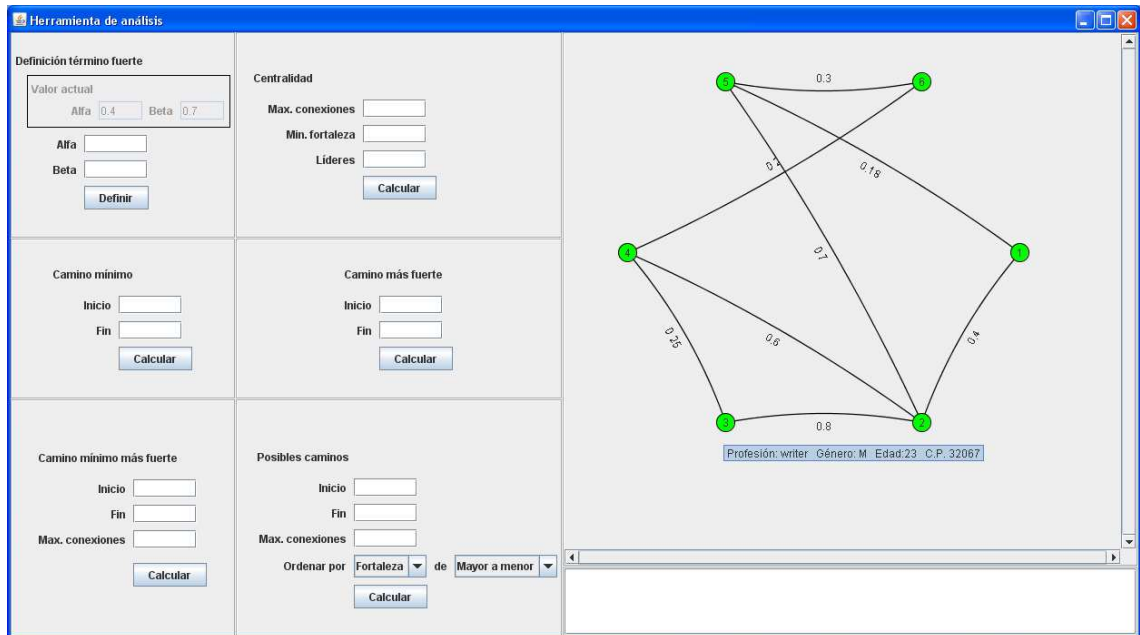 Herramienta de análisis
Definición término fuerte
Valor actual
Alfa 0.4 Beta 0.7
Alfa
Beta
Definir
Centralidad
Max. conexiones
Min. fortaleza
Líderes
Calcular
Camino mínimo
Inicio
Fin
Calcular
Camino más fuerte
Inicio
Fin
Calcular
Camino mínimo más fuerte
Inicio
Fin
Max. conexiones
Calcular
Posibles caminos
Inicio
Fin
Max. conexiones
Ordenar por Fortaleza de Mayor a menor
Calcular
5
0.3
6
0.18
4
0.7
1
0.25
0.6
0.4
3
0.8
2
Profesión: writer Género: M Edad:23 C.P. 32067